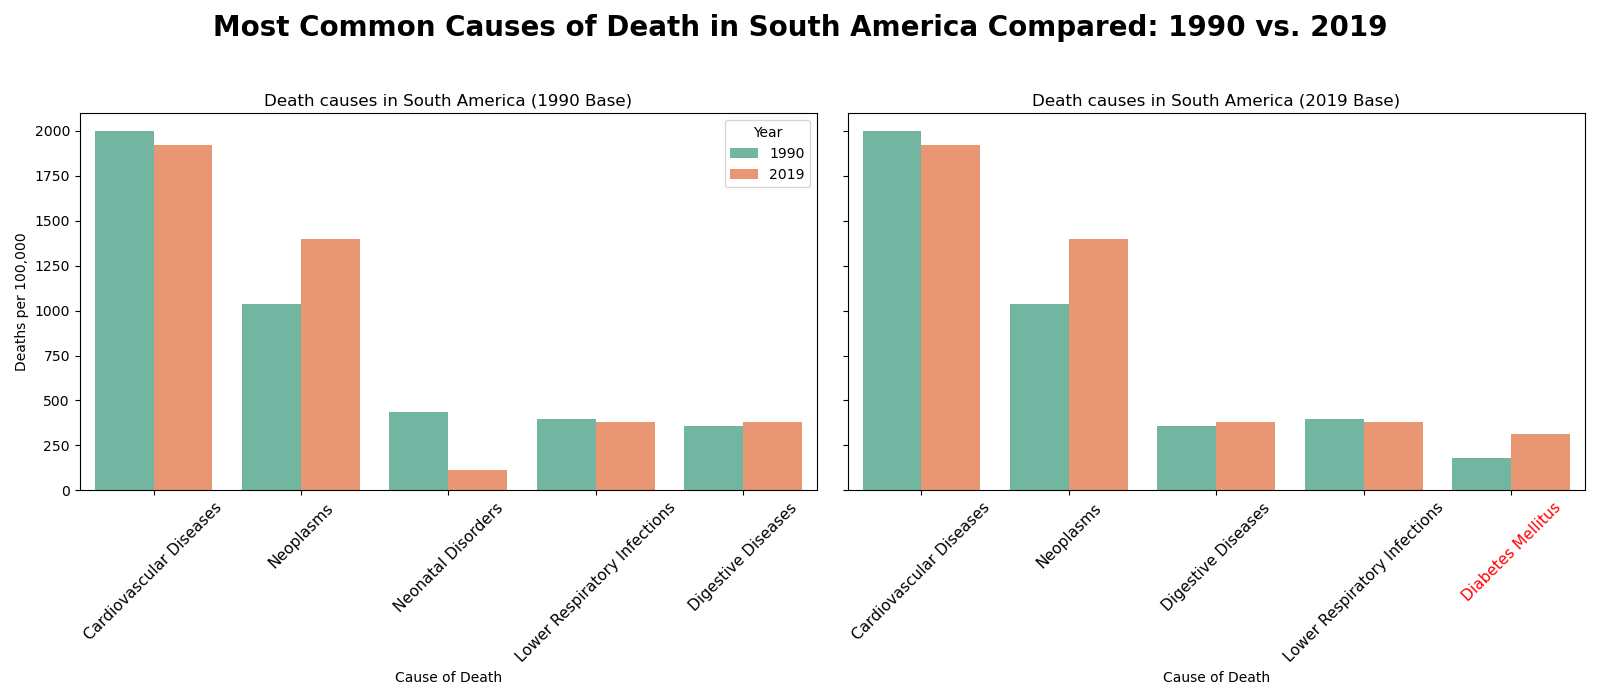 Most Common Causes of Death in South America Compared: 1990 vs. 2019
Death causes in South America (1990 Base)
Deaths per 100,000
2000
1750
1500
1250
1000
750
500
250
0
Year
1990
2019
Cardiovascular Diseases
Neoplasms
Neonatal Disorders
Lower Respiratory Infections
Digestive Diseases
Cause of Death
Death causes in South America (2019 Base)
Cardiovascular Diseases
Neoplasms
Digestive Diseases
Lower Respiratory Infections
Diabetes Mellitus
Cause of Death